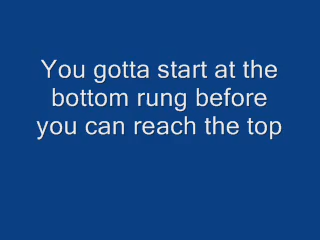 You gotta start at the
bottom rung before
you can reach the top